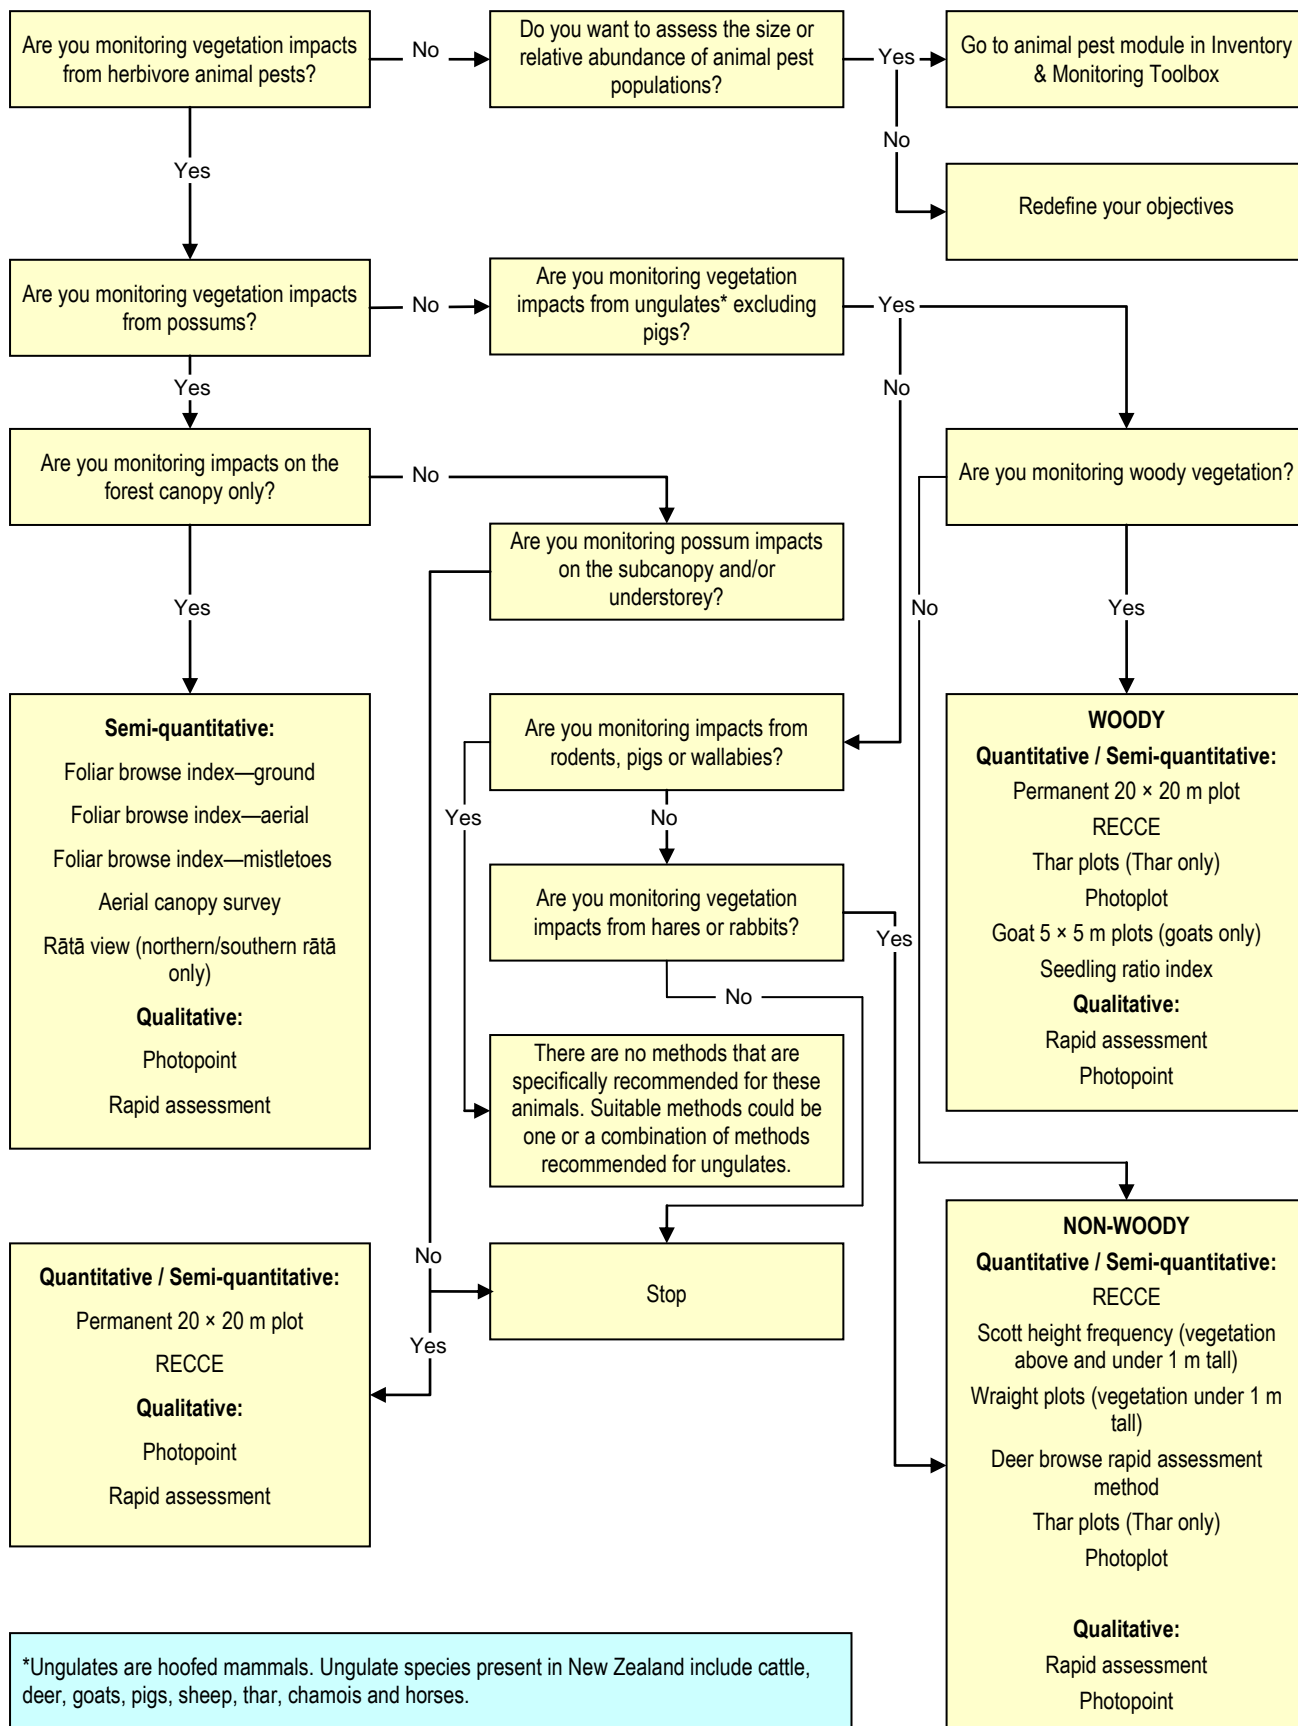 Are you monitoring vegetation impacts
from herbivore animal pests?
No
Do you want to assess the size or
relative abundance of animal pest
populations?
Yes
Go to animal pest module in Inventory
& Monitoring Toolbox
No
Redefine your objectives
Yes
Are you monitoring vegetation impacts
from possums?
No
Are you monitoring vegetation
impacts from ungulates* excluding
pigs?
Yes
No
Yes
Are you monitoring impacts on the
forest canopy only?
No
Are you monitoring woody vegetation?
Are you monitoring possum impacts
on the subcanopy and/or
understorey?
Yes
No
Yes
Semi-quantitative:
Foliar browse index—ground
Foliar browse index—aerial
Foliar browse index—mistletoes
Aerial canopy survey
Rātā view (northern/southern rātā
only)
Qualitative:
Photopoint
Rapid assessment
Are you monitoring impacts from
rodents, pigs or wallabies?
Yes
No
Are you monitoring vegetation
impacts from hares or rabbits?
Yes
No
There are no methods that are
specifically recommended for these
animals. Suitable methods could be
one or a combination of methods
recommended for ungulates.
WOODY
Quantitative / Semi-quantitative:
Permanent 20 × 20 m plot
RECCE
Thar plots (Thar only)
Photoplot
Goat 5 × 5 m plots (goats only)
Seedling ratio index
Qualitative:
Rapid assessment
Photopoint
Quantitative / Semi-quantitative:
Permanent 20 × 20 m plot
RECCE
Qualitative:
Photopoint
Rapid assessment
No
Yes
Stop
NON-WOODY
Quantitative / Semi-quantitative:
RECCE
Scott height frequency (vegetation
above and under 1 m tall)
Wraight plots (vegetation under 1 m
tall)
Deer browse rapid assessment
method
Thar plots (Thar only)
Photoplot
Qualitative:
Rapid assessment
Photopoint
*Ungulates are hoofed mammals. Ungulate species present in New Zealand include cattle,
deer, goats, pigs, sheep, thar, chamois and horses.